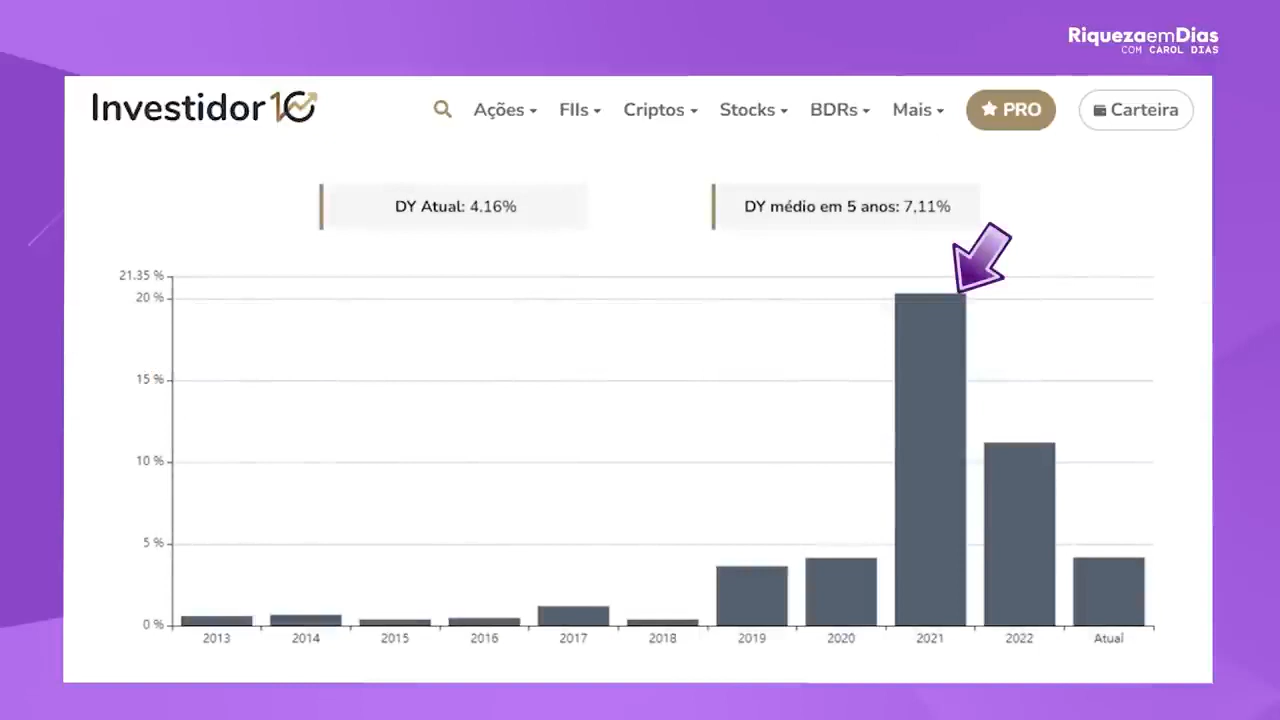 RiquezaemDias
COM CAROL DIAS
Investidor 10
Ações
FIIs
Criptos
Stocks
BDRs
Mais
PRO
Carteira
DY Atual: 4.16%
DY médio em 5 anos: 7,11%
21.35 %
20 %
15 %
10 %
5 %
0 %
2013 2014 2015 2016 2017 2018 2019 2020 2021 2022 Atual